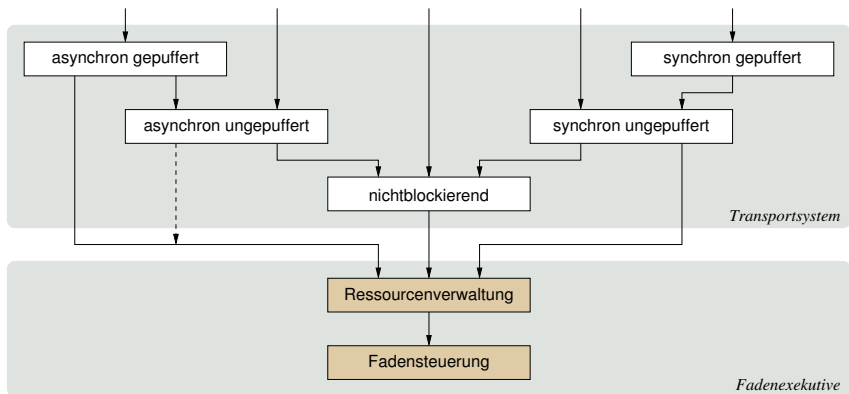 asynchron gepuffert
synchron gepuffert
asynchron ungepuffert
synchron ungepuffert
nichtblockierend
Transportsystem
Ressourcenverwaltung
Fadensteuerung
Fadenexekutive